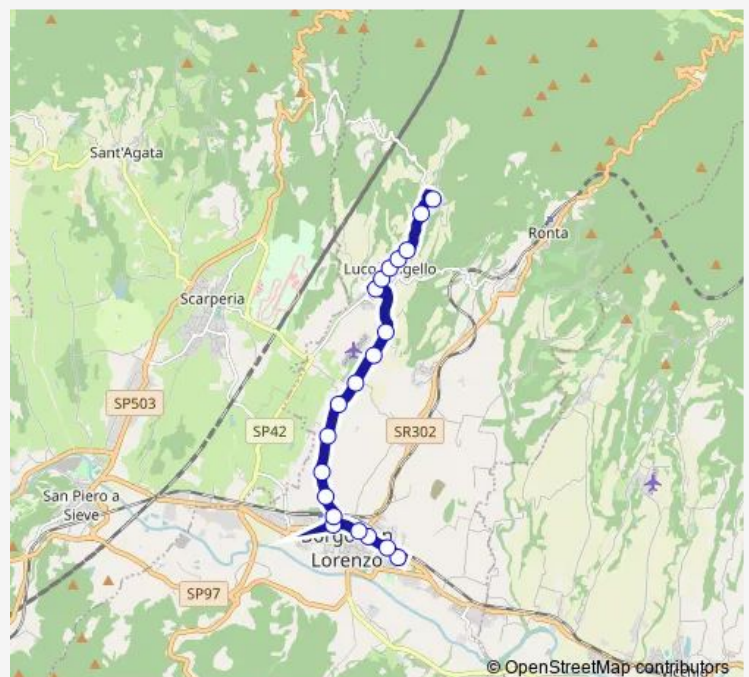 Sant'Agata
Ronta
Luco
gello
Scarperia
SP503
SP42
SR302
San Piero a
Sieve
Lorenzo
SP97
© OpenStreetMap contributors